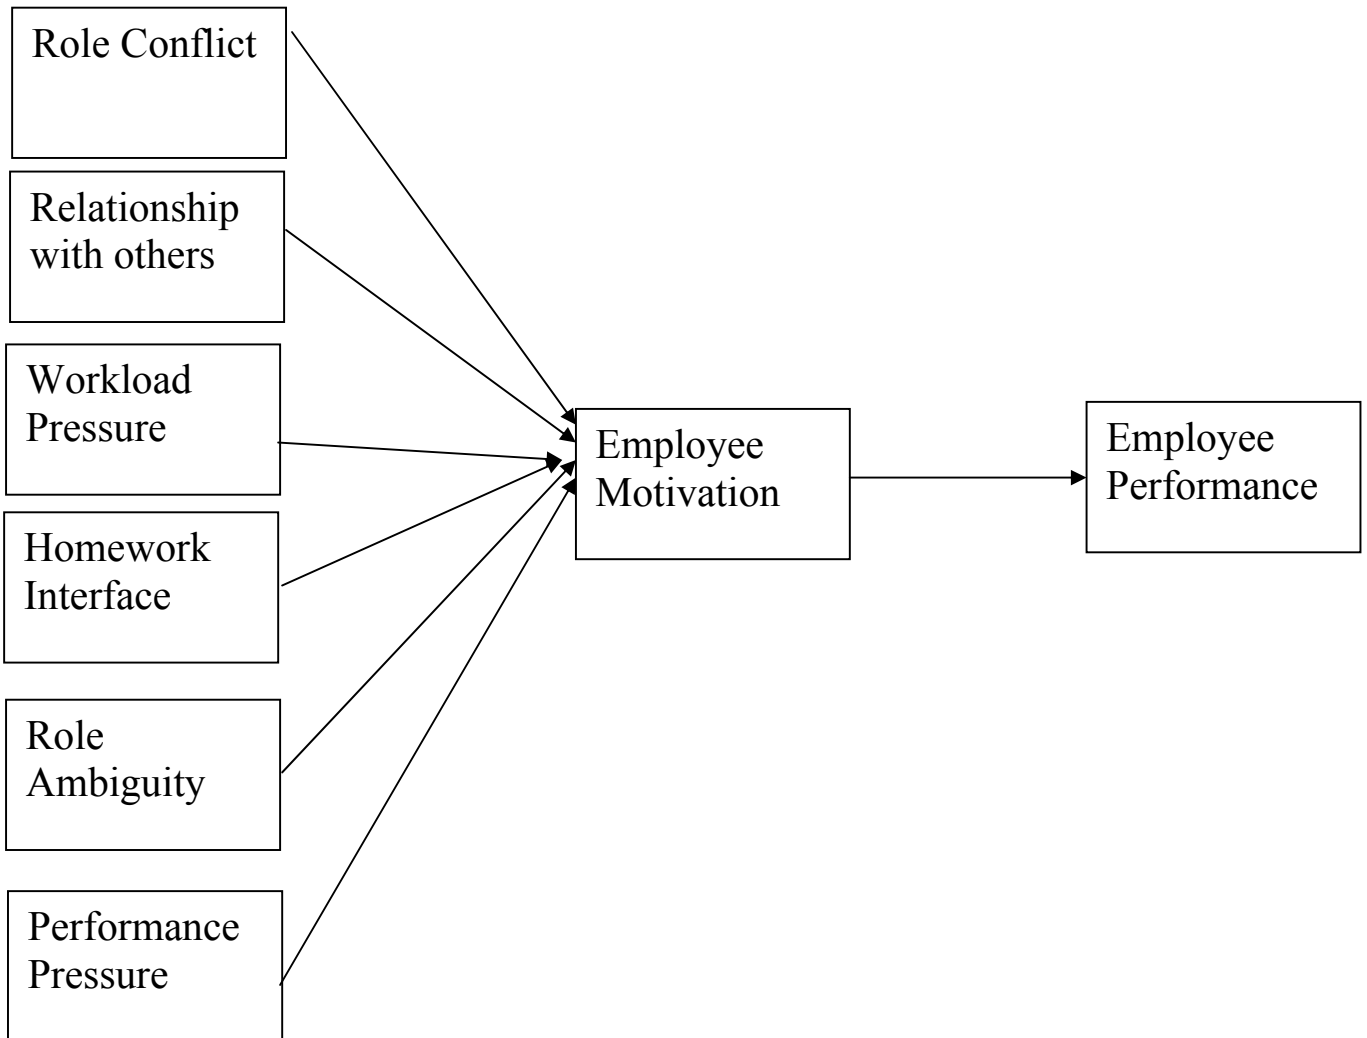 Role Conflict
Relationship
with others
Workload
Pressure
Homework
Interface
Role
Ambiguity
Performance
Pressure
Employee
Motivation
Employee
Performance